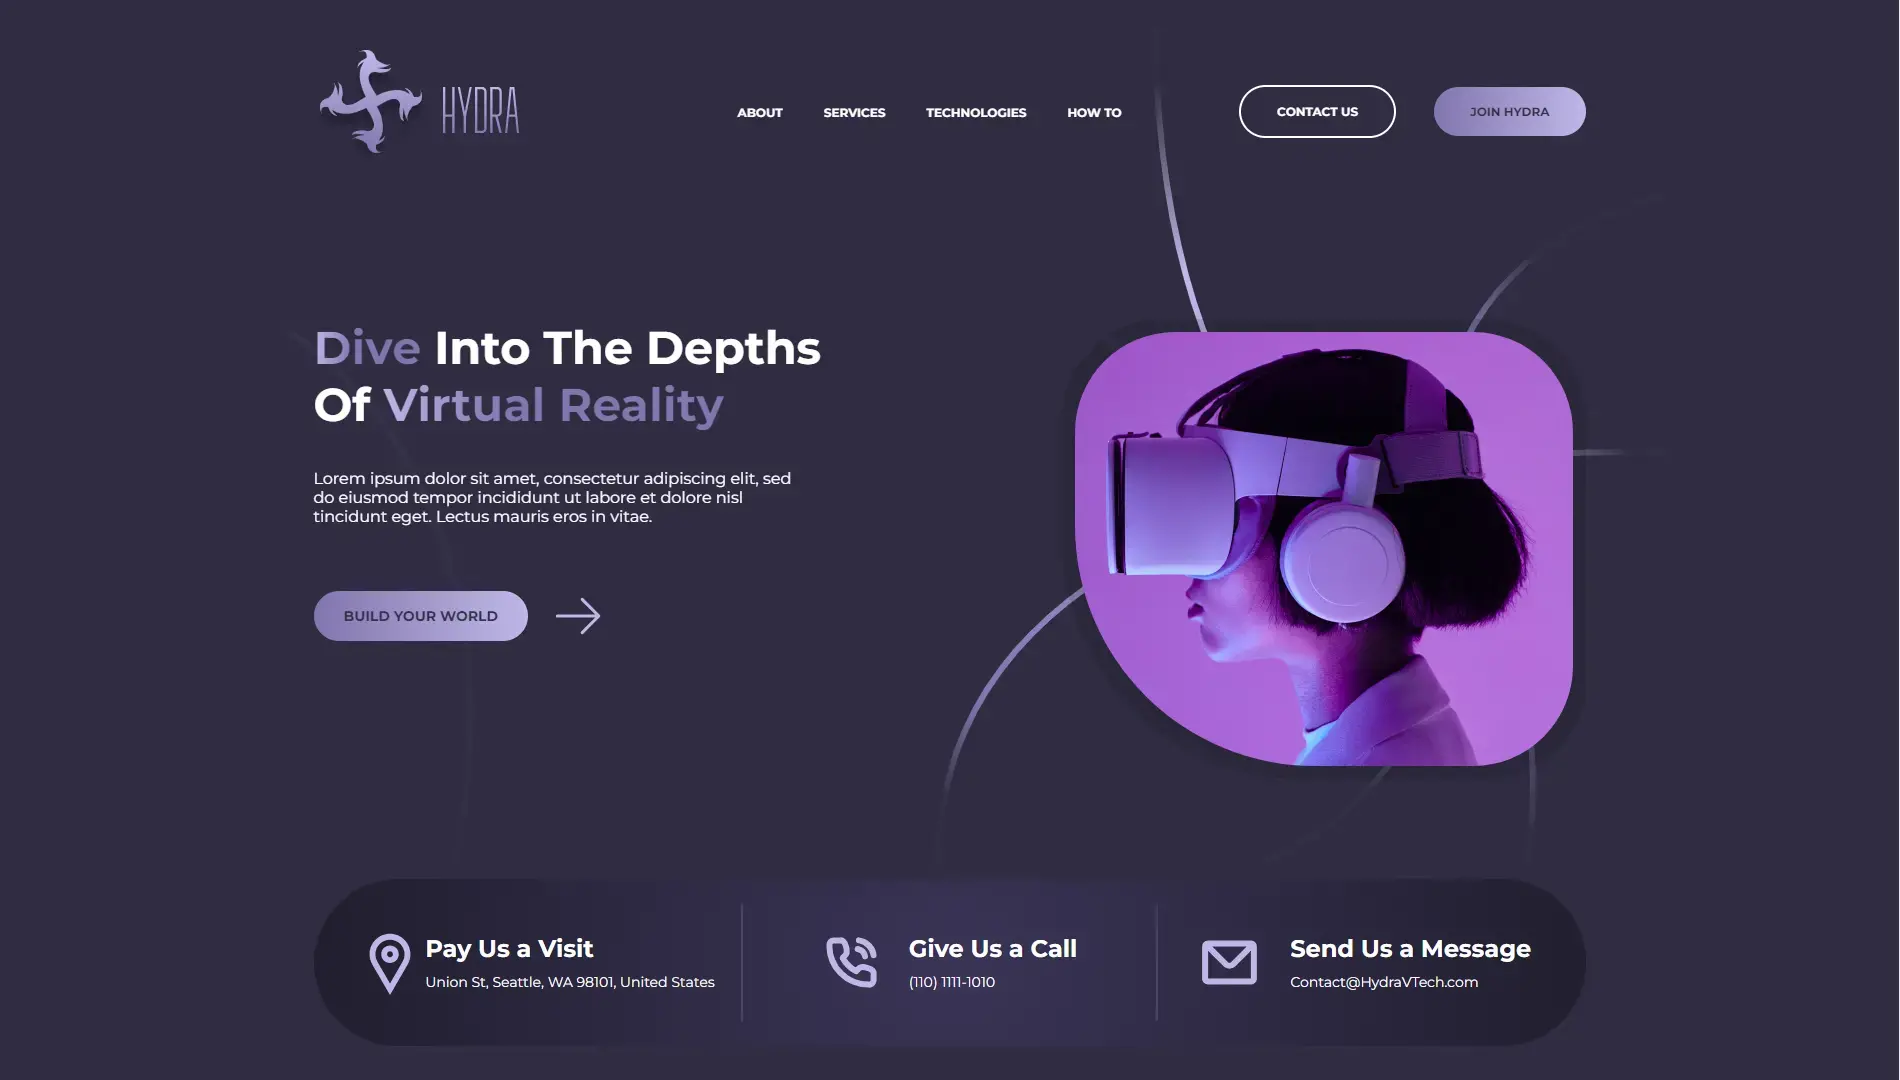 HYDRA
ABOUT
SERVICES
TECHNOLOGIES
HOW TO
CONTACT US
JOIN HYDRA
Dive Into The Depths
Of Virtual Reality
Lorem ipsum dolor sit amet, consectetur adipiscing elit, sed
do eiusmod tempor incididunt ut labore et dolore nisl
tincidunt eget. Lectus mauris eros in vitae.
BUILD YOUR WORLD
Pay Us a Visit
Union St, Seattle, WA 98101, United States
Give Us a Call
(110) 1111-1010
Send Us a Message
Contact@HydraVTech.com